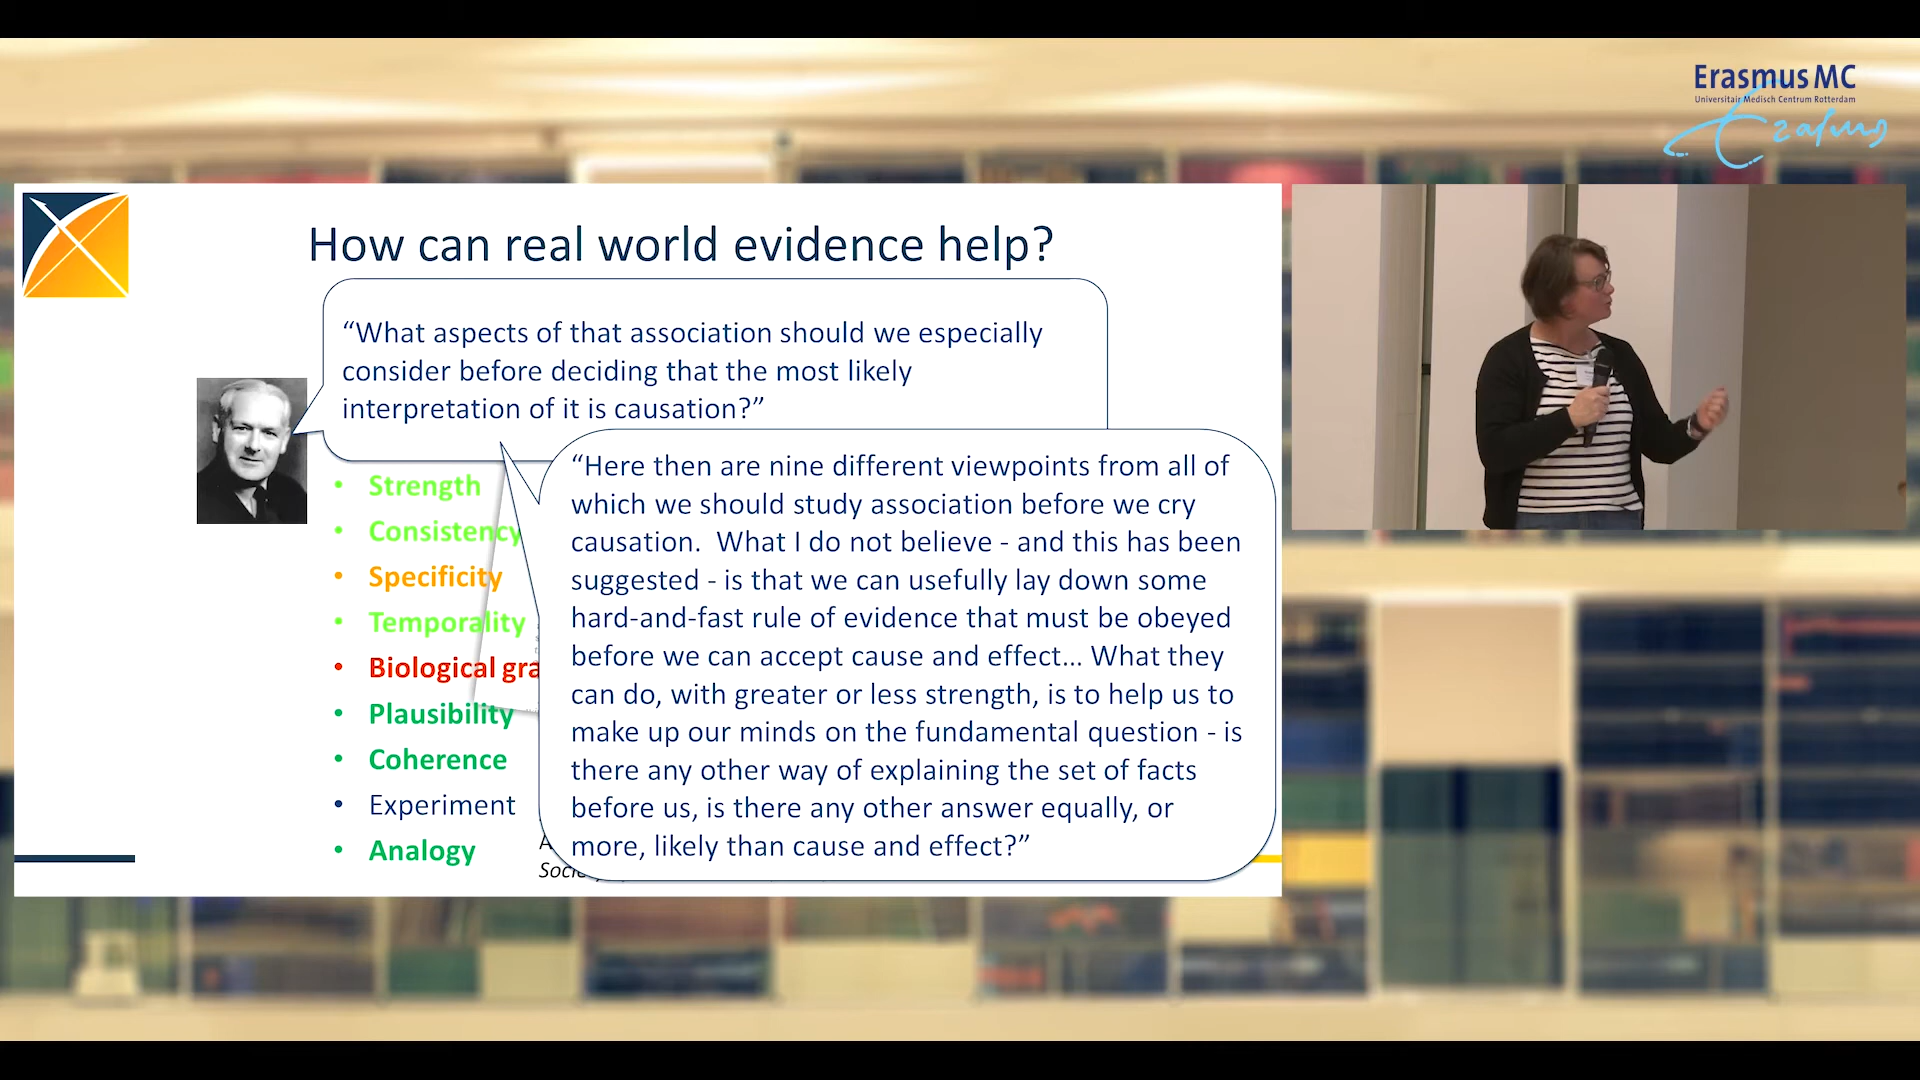 Erasmus MC
Universitair Medisch Centrum Rotterdam
Erasmus
How can real world evidence help?
“What aspects of that association should we especially
consider before deciding that the most likely
interpretation of it is causation?”
• Strength
• Consistency
• Specificity
• Temporality
• Biological gra
• Plausibility
• Coherence
• Experiment
• Analogy
“Here then are nine different viewpoints from all of
which we should study association before we cry
causation.  What I do not believe - and this has been
suggested - is that we can usefully lay down some
hard-and-fast rule of evidence that must be obeyed
before we can accept cause and effect... What they
can do, with greater or less strength, is to help us to
make up our minds on the fundamental question - is
there any other way of explaining the set of facts
before us, is there any other answer equally, or
more, likely than cause and effect?”